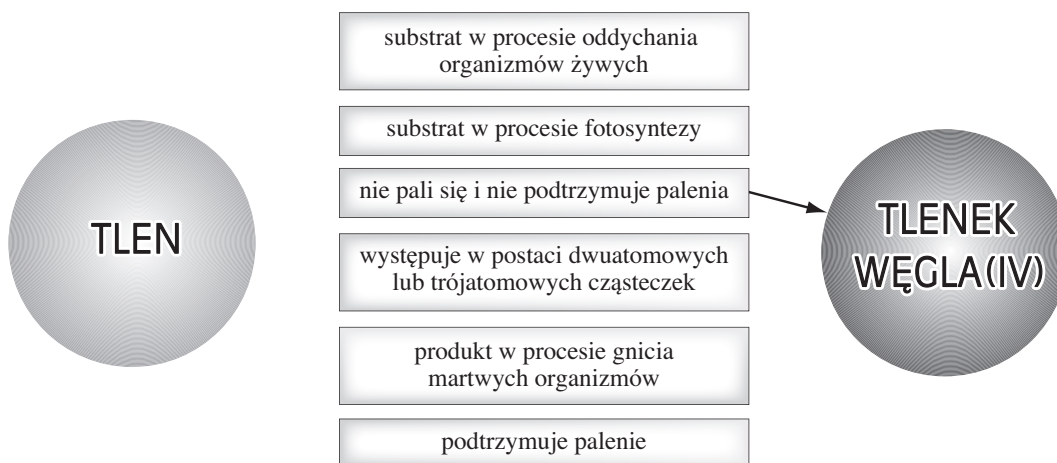 substrat w procesie oddychania
organizmów żywych
substrat w procesie fotosyntezy
nie pali się i nie podtrzymuje palenia
TLEN
TLENEK
WĘGLA(IV)
występuje w postaci dwuatomowych
lub trójatomowych cząsteczek
produkt w procesie gnicia
martwych organizmów
podtrzymuje palenie